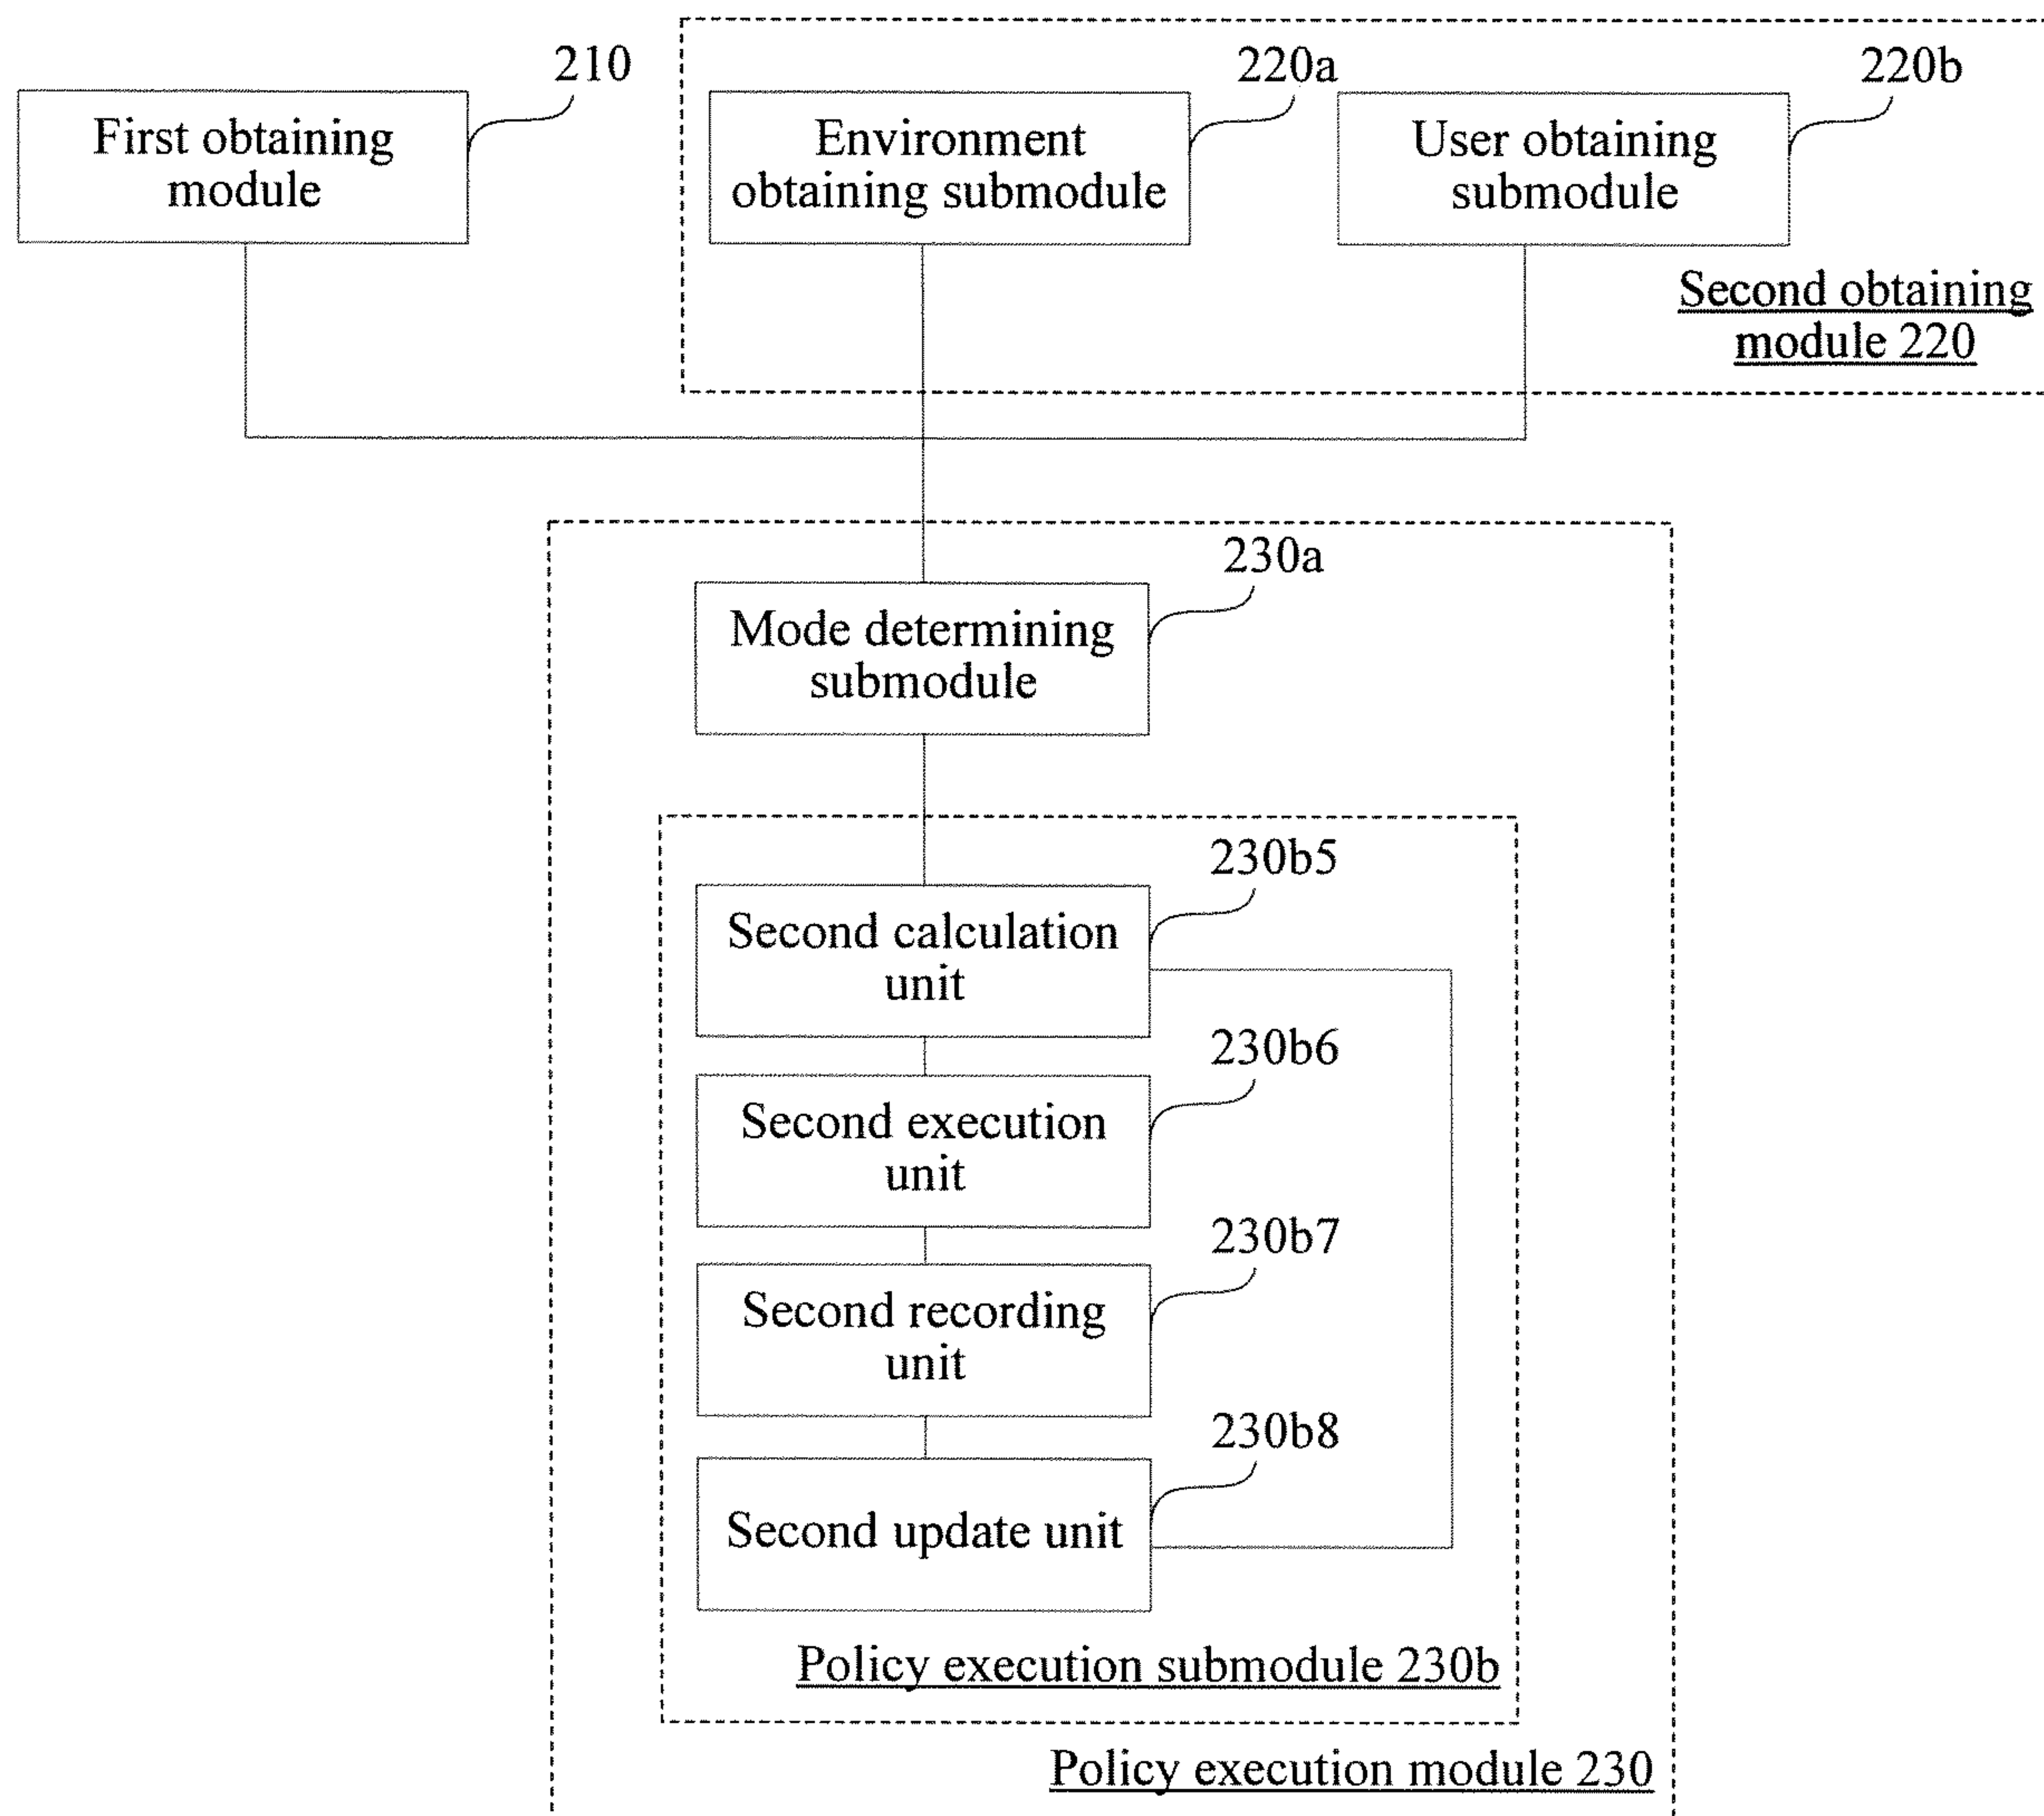 210
First obtaining
module
220a
Environment
obtaining submodule
220b
User obtaining
submodule
Second obtaining
module 220
230a
Mode determining
submodule
230b5
Second calculation
unit
230b6
Second execution
unit
230b7
Second recording
unit
230b8
Second update unit
Policy execution submodule 230b
Policy execution module 230